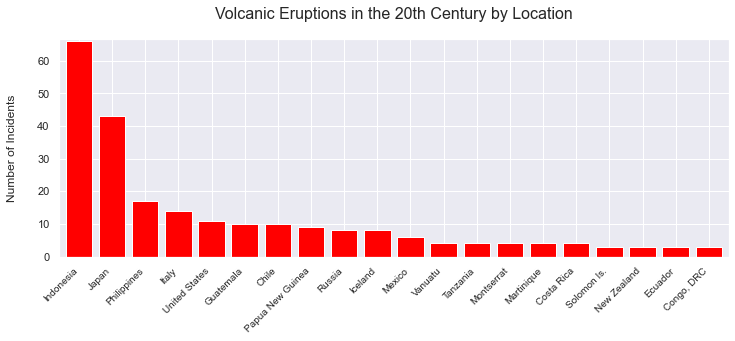 Volcanic Eruptions in the 20th Century by Location
Number of Incidents
60
50
40
30
20
10
0
Indonesia
Japan
Philippines
Italy
United States
Guatemala
Chile
Papua New Guinea
Russia
Iceland
Mexico
Vanuatu
Tanzania
Montserrat
Martinique
Costa Rica
Solomon Is.
New Zealand
Ecuador
Congo, DRC